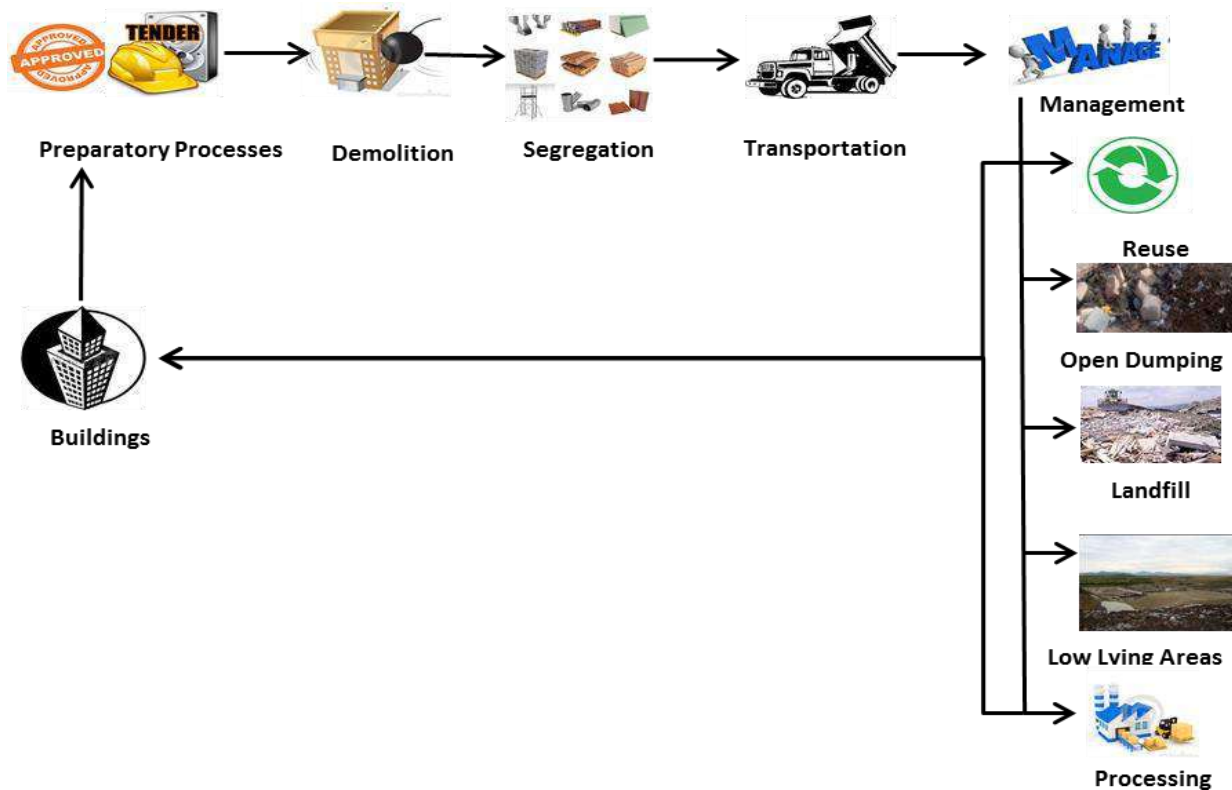 APPROVED
APPROVED
APPROVED
TENDER
MANAGE
Management
Preparatory Processes
Demolition
Segregation
Transportation
Reuse
Open Dumping
Buildings
Landfill
Low Lying Areas
Processing